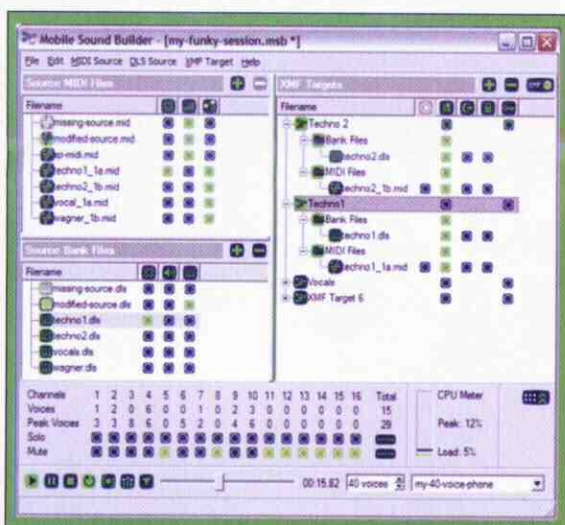 Mobile Sound Builder - [my-funky-session.msb *]
File Edit MIDI Source DLS Source XMF Target Help
Source MIDI Files
Filename
missing-source.mid
modified-source.mid
sp-midi.mid
techno1_1a.mid
techno2_1b.mid
vocal_1a.mid
wagner_1b.mid
Source Bank Files
Filename
missing-source.dls
modified-source.dls
techno1.dls
techno2.dls
vocals.dls
wagner.dls
XMF Targets
Filename
Techno 2
Bank Files
techno2.dls
MIDI Files
techno2_1b.mid
Techno1
Bank Files
techno1.dls
MIDI Files
techno1_1a.mid
Vocals
XMF Target 6
Channels 1 2 3 4 5 6 7 8 9 10 11 12 13 14 15 16 Total
Voices 1 2 0 6 0 0 1 0 2 3 0 0 0 0 0 0 15
Peak Voices 3 3 8 6 0 5 2 0 4 6 0 0 0 0 0 0 29
Solo
Mute
CPU Meter
Peak: 12%
Load: 5%
00:15.82 40 voices my-40-voice-phone